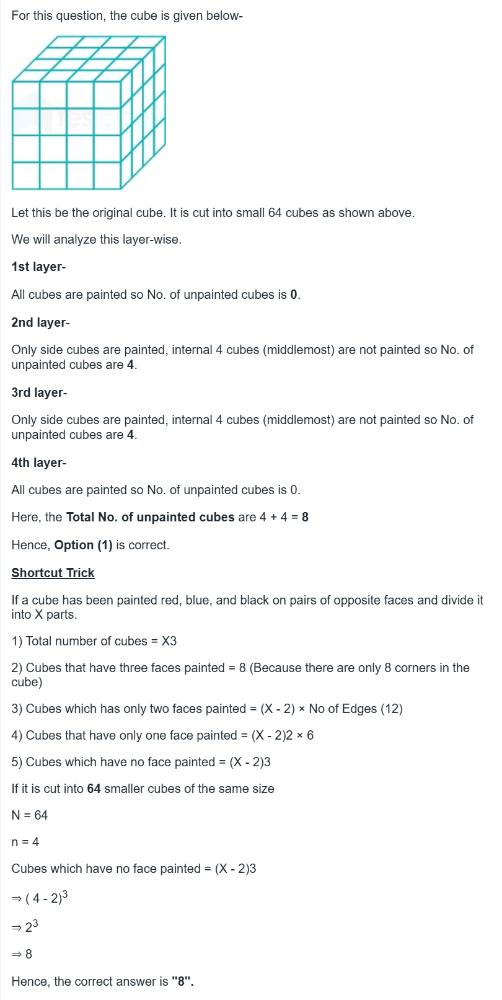 For this question, the cube is given below-
Let this be the original cube. It is cut into small 64 cubes as shown above.
We will analyze this layer-wise.
1st layer-
All cubes are painted so No. of unpainted cubes is 0.
2nd layer-
Only side cubes are painted, internal 4 cubes (middlemost) are not painted so No. of
unpainted cubes are 4.
3rd layer-
Only side cubes are painted, internal 4 cubes (middlemost) are not painted so No. of
unpainted cubes are 4.
4th layer-
All cubes are painted so No. of unpainted cubes is 0.
Here, the Total No. of unpainted cubes are 4 + 4 = 8
Hence, Option (1) is correct.
Shortcut Trick
If a cube has been painted red, blue, and black on pairs of opposite faces and divide it
into X parts.
1) Total number of cubes = X3
2) Cubes that have three faces painted = 8 (Because there are only 8 corners in the
cube)
3) Cubes which has only two faces painted = (X - 2) × No of Edges (12)
4) Cubes that have only one face painted = (X - 2)2 × 6
5) Cubes which have no face painted = (X - 2)3
If it is cut into 64 smaller cubes of the same size
N = 64
n = 4
Cubes which have no face painted = (X - 2)3
⇒ ( 4 - 2)³
⇒ 2³
⇒ 8
Hence, the correct answer is "8".